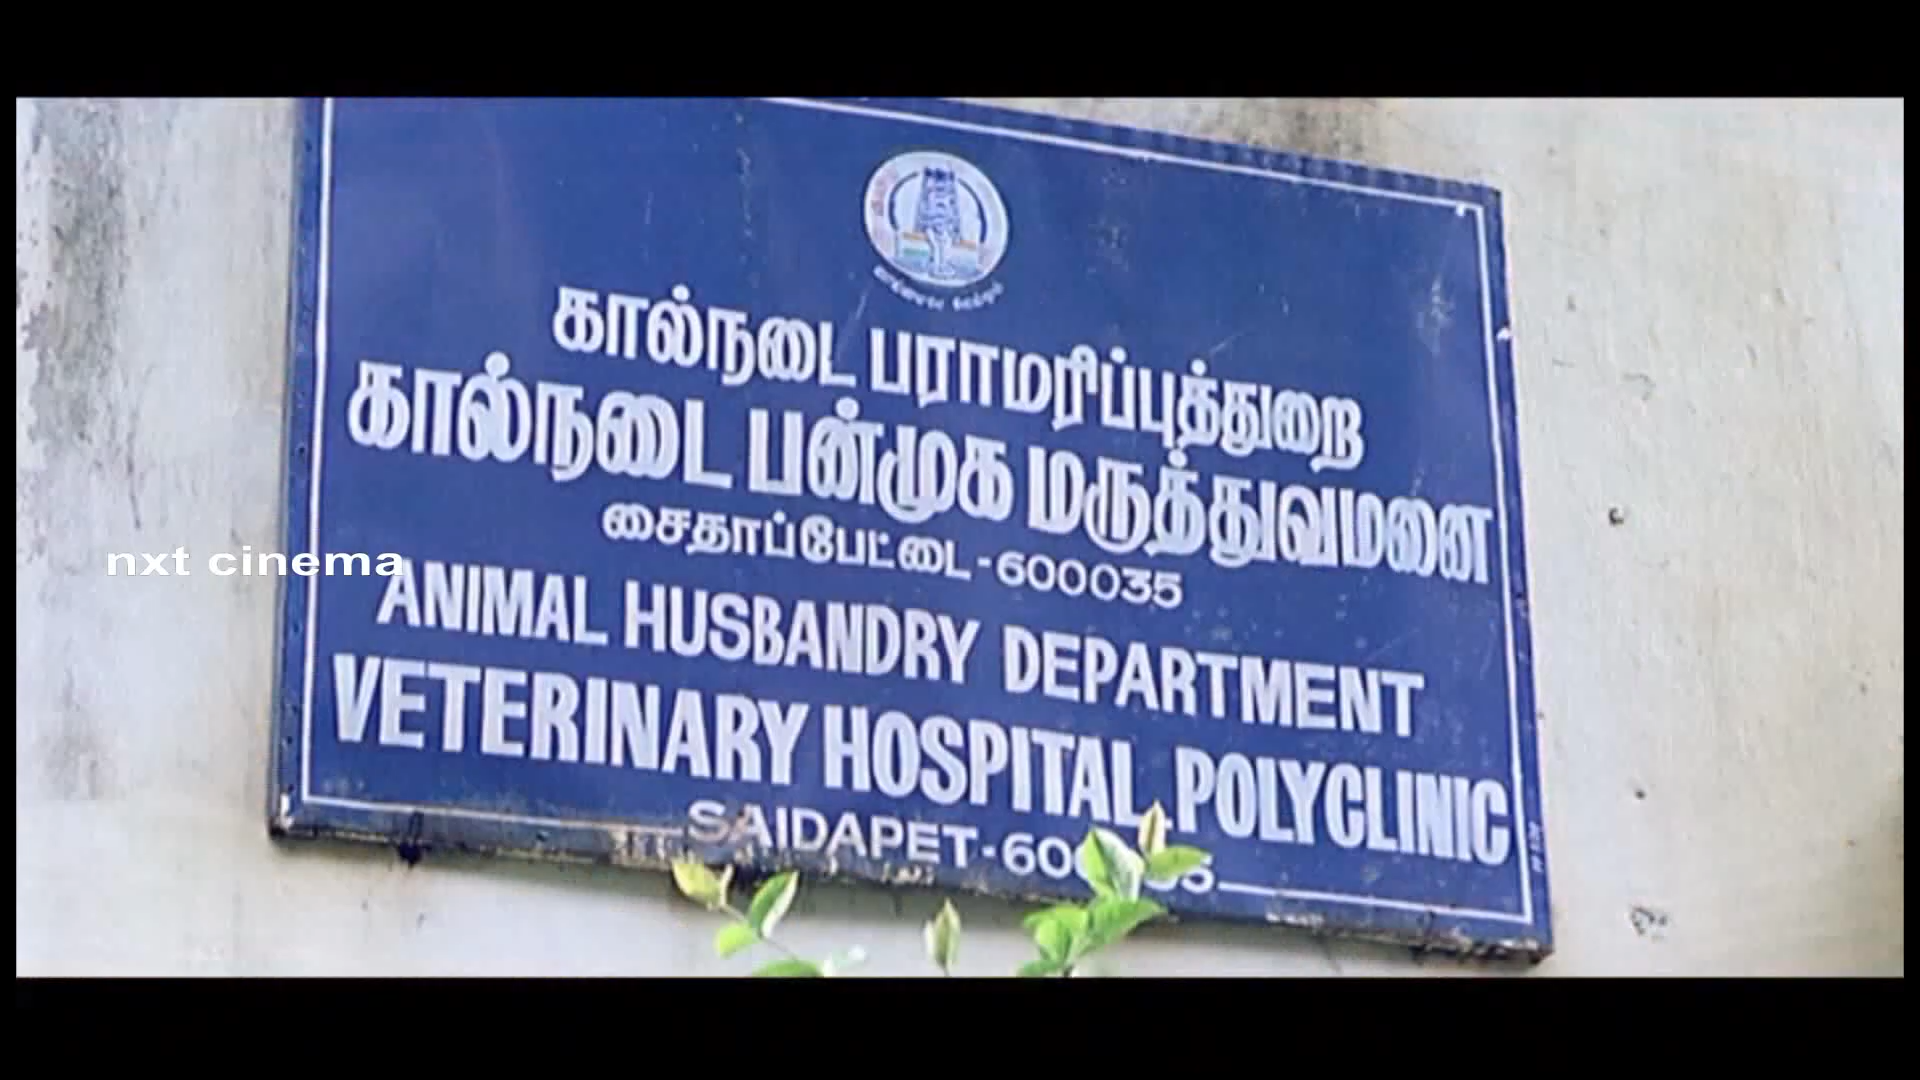 கால்நடை பராமரிப்புத்துறை
கால்நடை பன்முக மருத்துவமனை
சைதாப்பேட்டை-600035
nxt cinema
ANIMAL HUSBANDRY DEPARTMENT
VETERINARY HOSPITAL POLYCLINIC
SAIDAPET-